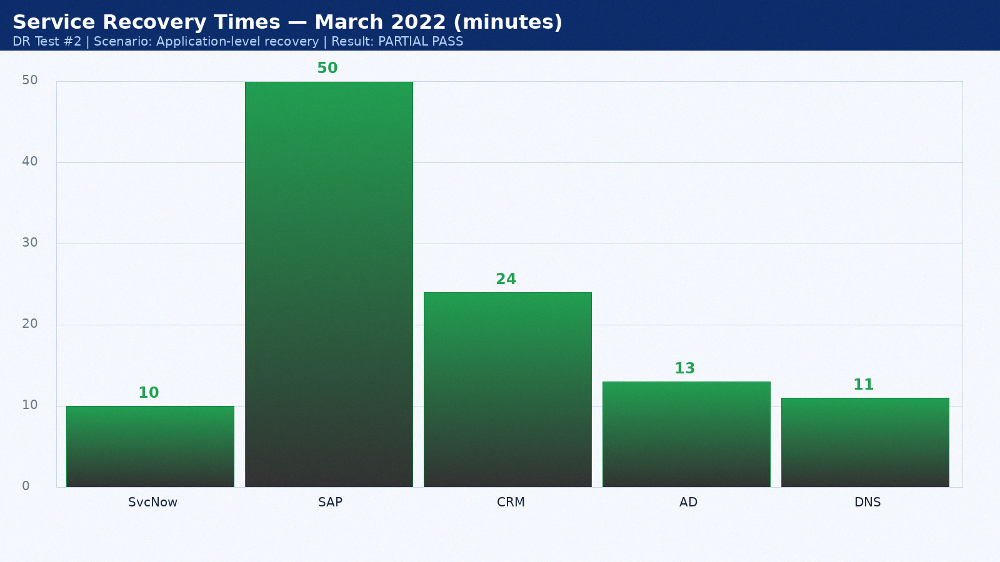 Service Recovery Times — March 2022 (minutes)
DR Test #2 | Scenario: Application-level recovery | Result: PARTIAL PASS
50
40
30
20
10
0
10
50
24
13
11
SvcNow
SAP
CRM
AD
DNS